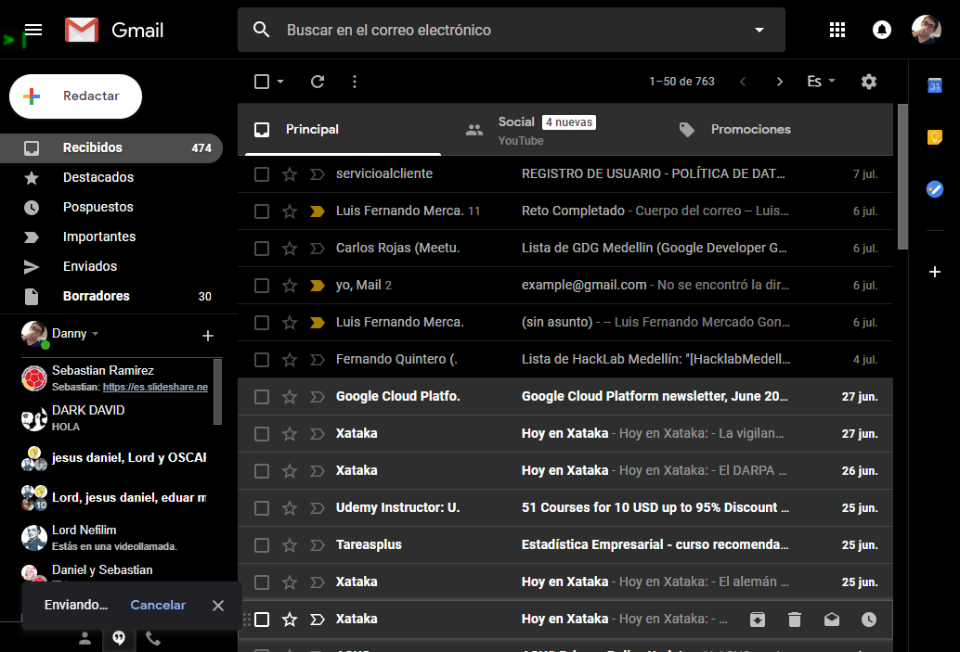 Gmail
Buscar en el correo electrónico
Redactar
1–50 de 763
Es
Recibidos 474
Destacados
Pospuestos
Importantes
Enviados
Borradores 30
Danny
Sebastian Ramirez
Sebastian: https://es.slideshare.ne
DARK DAVID
HOLA
jesus daniel, Lord y OSCAR
Lord, jesus daniel, eduar m
10
Lord Nefilim
Estás en una videollamada.
Daniel y Sebastian
Enviando... Cancelar
Principal
Social 4 nuevas
YouTube
Promociones
servicioalcliente REGISTRO DE USUARIO - POLÍTICA DE DAT... 7 jul.
Luis Fernando Merca. 11 Reto Completado - Cuerpo del correo -- Luis... 6 jul.
Carlos Rojas (Meetu. Lista de GDG Medellin (Google Developer G... 6 jul.
yo, Mail 2 example@gmail.com - No se encontró la dir... 6 jul.
Luis Fernando Merca. (sin asunto) - -- Luis Fernando Mercado Gon... 6 jul.
Fernando Quintero (. Lista de HackLab Medellín: "[HacklabMedell... 4 jul.
Google Cloud Platfo. Google Cloud Platform newsletter, June 20... 27 jun.
Xataka Hoy en Xataka - Hoy en Xataka: - La vigilan... 27 jun.
Xataka Hoy en Xataka - Hoy en Xataka: - El DARPA ... 26 jun.
Udemy Instructor: U. 51 Courses for 10 USD up to 95% Discount ... 25 jun.
Tareasplus Estadística Empresarial - curso recomenda... 25 jun.
Xataka Hoy en Xataka - Hoy en Xataka: - El alemán ... 25 jun.
Xataka Hoy en Xataka - Hoy en Xataka: - ...
31